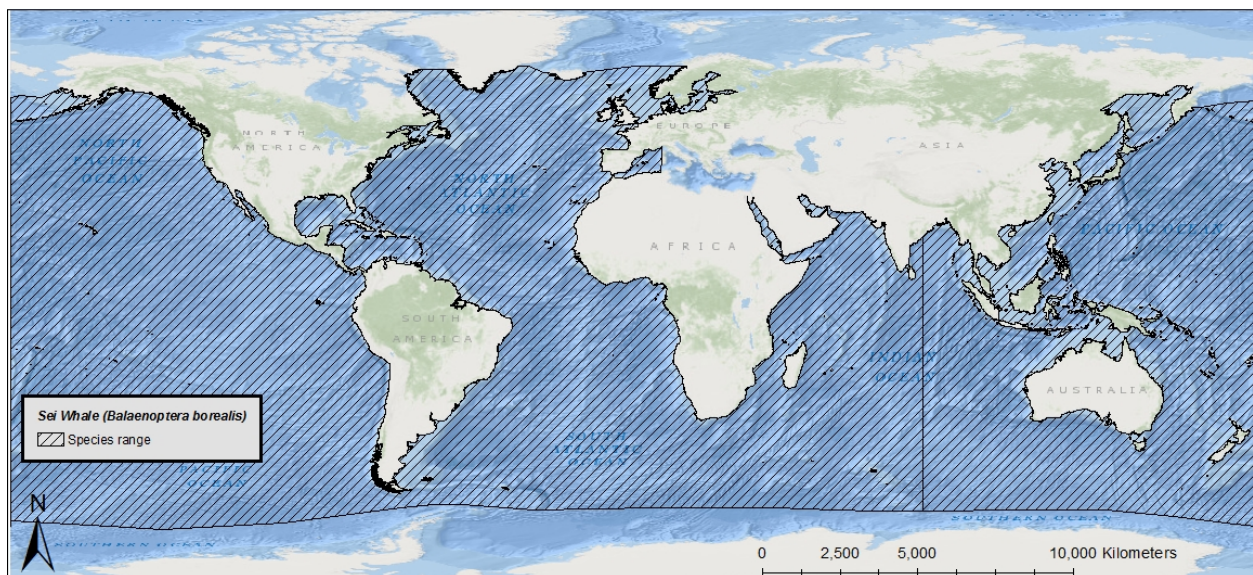 NORTH
PACIFIC
OCEAN
NORTH
AMERICA
NORTH
ATLANTIC
OCEAN
EUROPE
ASIA
PACIFIC OCEAN
AFRICA
SOUTH
AMERICA
INDIAN
OCEAN
AUSTRALIA
Sei Whale (Balaenoptera borealis)
Species range
PACIFIC
OCEAN
SOUTH
ATLANTIC
OCEAN
N
SOUTHERN OCEAN
SOUTHERN OCEAN
0 2,500 5,000 10,000 Kilometers